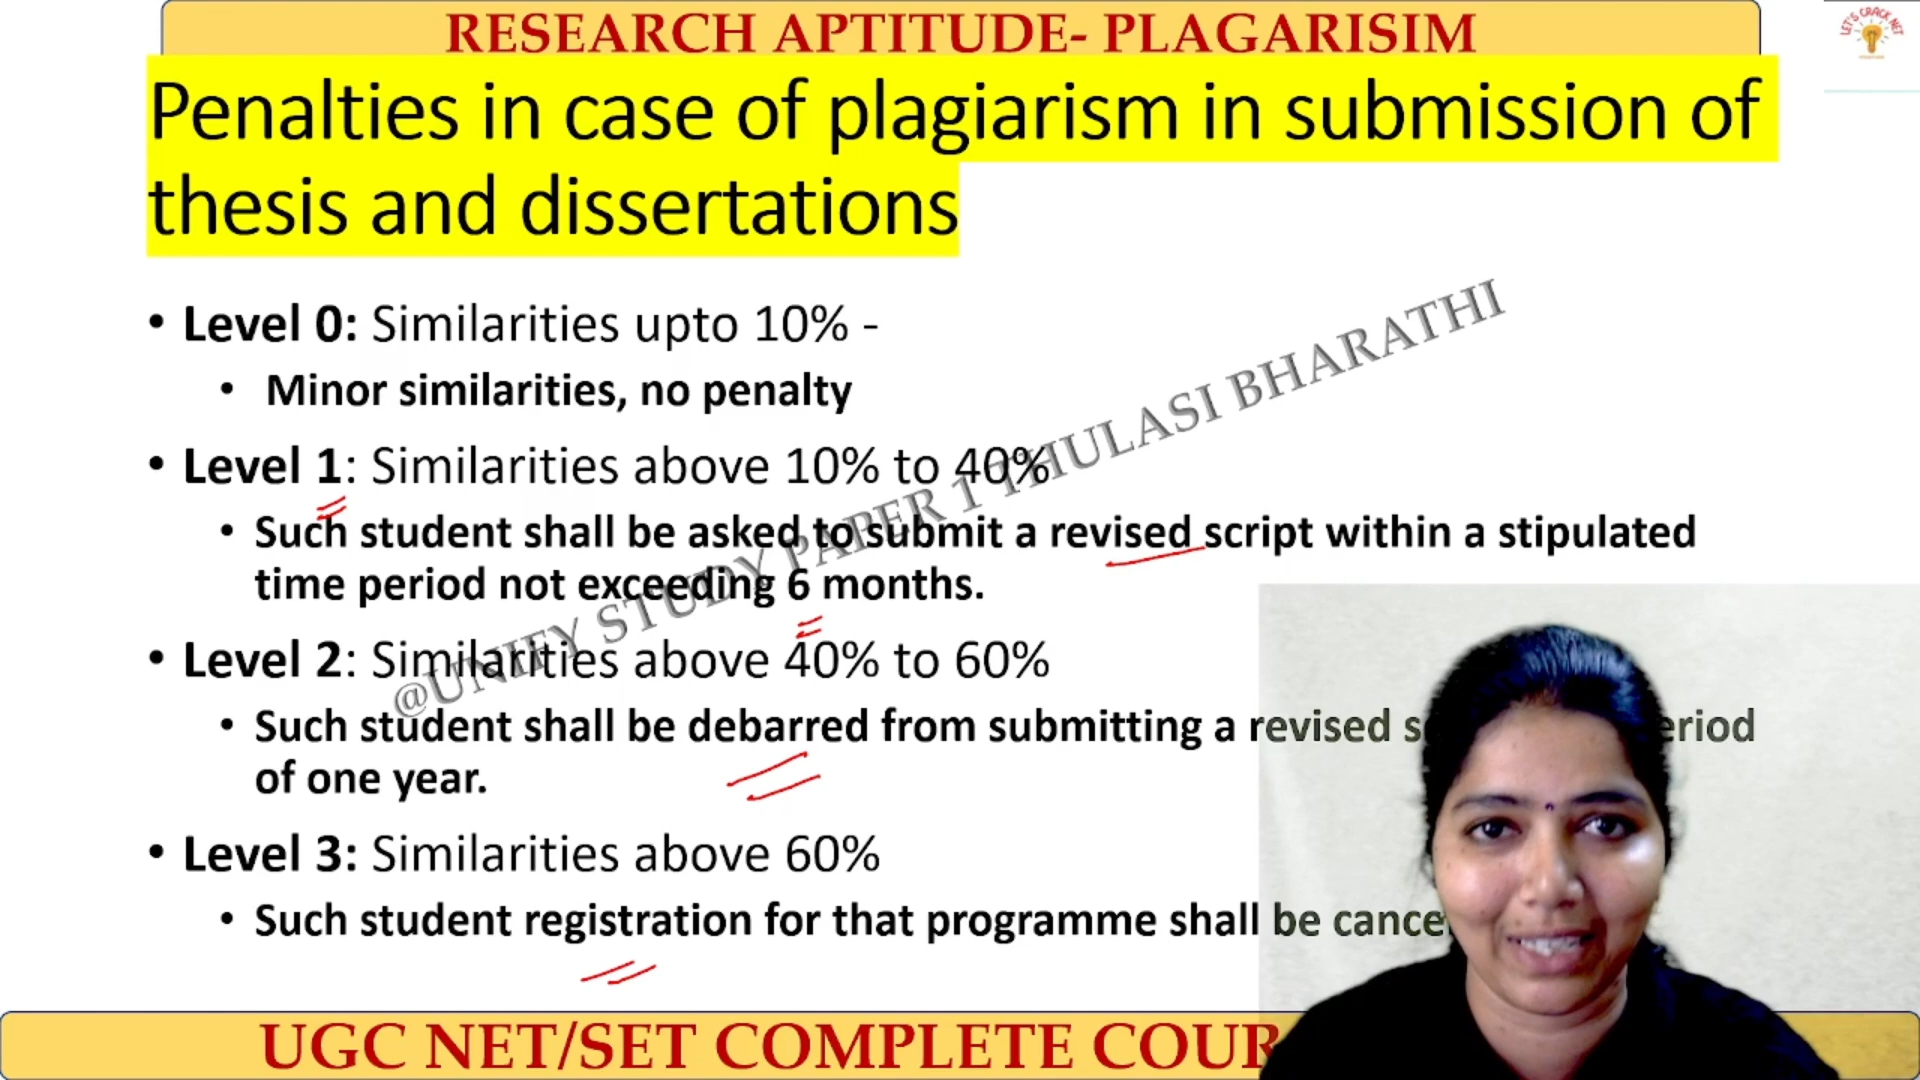 RESEARCH APTITUDE- PLAGARISIM
LET'S CRACK NET
Penalties in case of plagiarism in submission of
thesis and dissertations
• Level 0: Similarities upto 10% -
• Minor similarities, no penalty
• Level 1: Similarities above 10% to 40%
• Such student shall be asked to submit a revised script within a stipulated
time period not exceeding 6 months.
• Level 2: Similarities above 40% to 60%
• Such student shall be debarred from submitting a revised s eriod
of one year.
• Level 3: Similarities above 60%
• Such student registration for that programme shall be cance
@UNIFY STUDY PAPER 1 THULASI BHARATHI
UGC NET/SET COMPLETE COUR